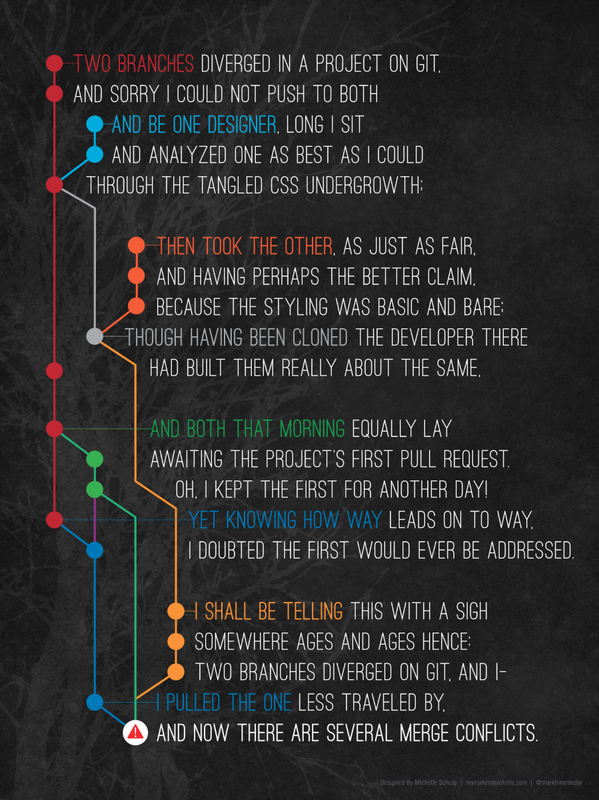 TWO BRANCHES DIVERGED IN A PROJECT ON GIT,
AND SORRY I COULD NOT PUSH TO BOTH
AND BE ONE DESIGNER, LONG I SIT
AND ANALYZED ONE AS BEST AS I COULD
THROUGH THE TANGLED CSS UNDERGROWTH;
THEN TOOK THE OTHER, AS JUST AS FAIR,
AND HAVING PERHAPS THE BETTER CLAIM,
BECAUSE THE STYLING WAS BASIC AND BARE;
THOUGH HAVING BEEN CLONED THE DEVELOPER THERE
HAD BUILT THEM REALLY ABOUT THE SAME,
AND BOTH THAT MORNING EQUALLY LAY
AWAITING THE PROJECT'S FIRST PULL REQUEST.
OH, I KEPT THE FIRST FOR ANOTHER DAY!
YET KNOWING HOW WAY LEADS ON TO WAY,
I DOUBTED THE FIRST WOULD EVER BE ADDRESSED.
I SHALL BE TELLING THIS WITH A SIGH
SOMEWHERE AGES AND AGES HENCE:
TWO BRANCHES DIVERGED ON GIT, AND I-
I PULLED THE ONE LESS TRAVELED BY,
AND NOW THERE ARE SEVERAL MERGE CONFLICTS.
Designed By Michelle Schulp | mynameismichelle.com | @marktimemedia